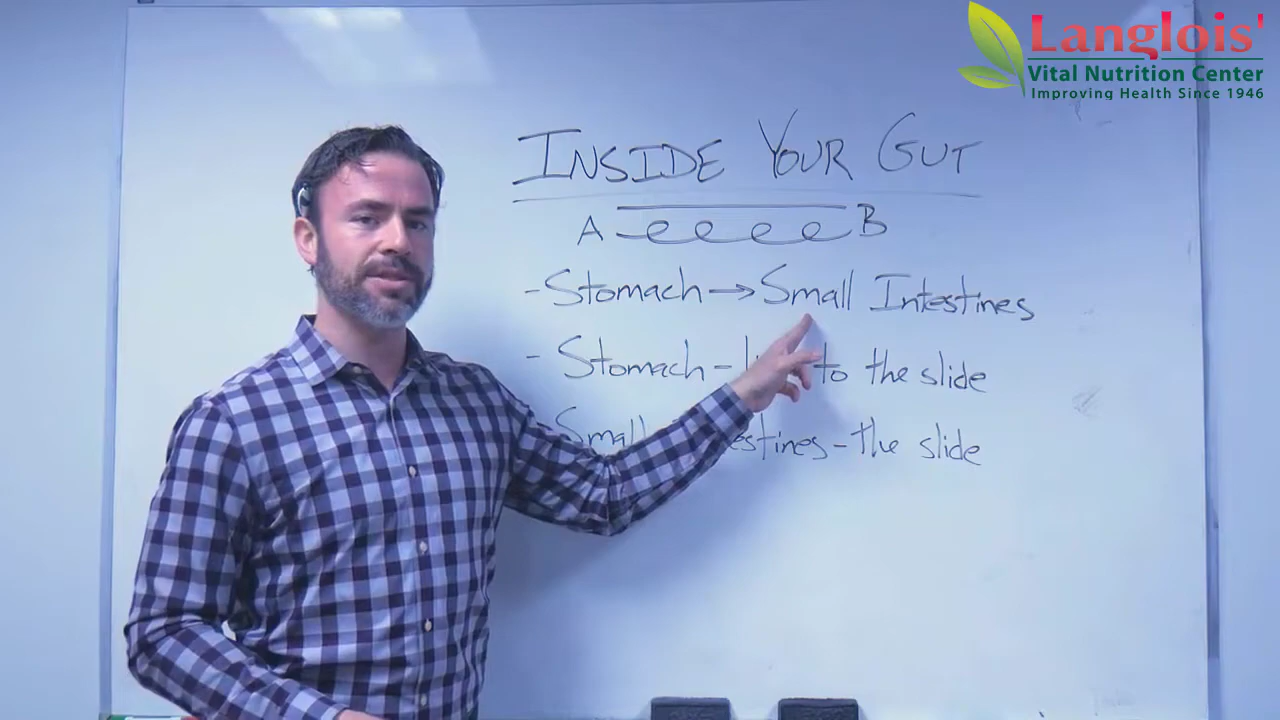 Langlois'
Vital Nutrition Center
Improving Health Since 1946
INSIDE YOUR GUT
A B
- Stomach → Small Intestines
- Stomach - to the slide
Small - the slide